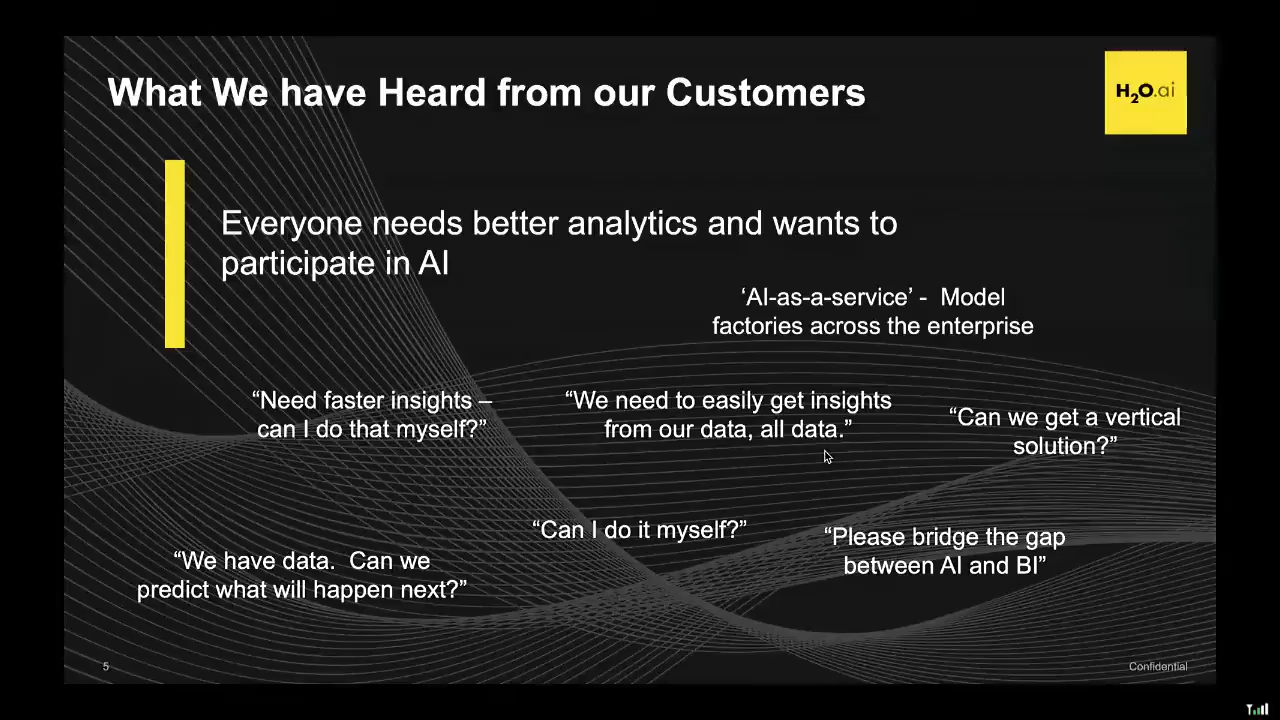 What We have Heard from our Customers
H2O.ai
Everyone needs better analytics and wants to
participate in AI
‘AI-as-a-service’ - Model
factories across the enterprise
“Need faster insights –
can I do that myself?”
“We need to easily get insights
from our data, all data.”
“Can we get a vertical
solution?”
“Can I do it myself?”
“Please bridge the gap
between AI and BI”
“We have data. Can we
predict what will happen next?”
5
Confidential